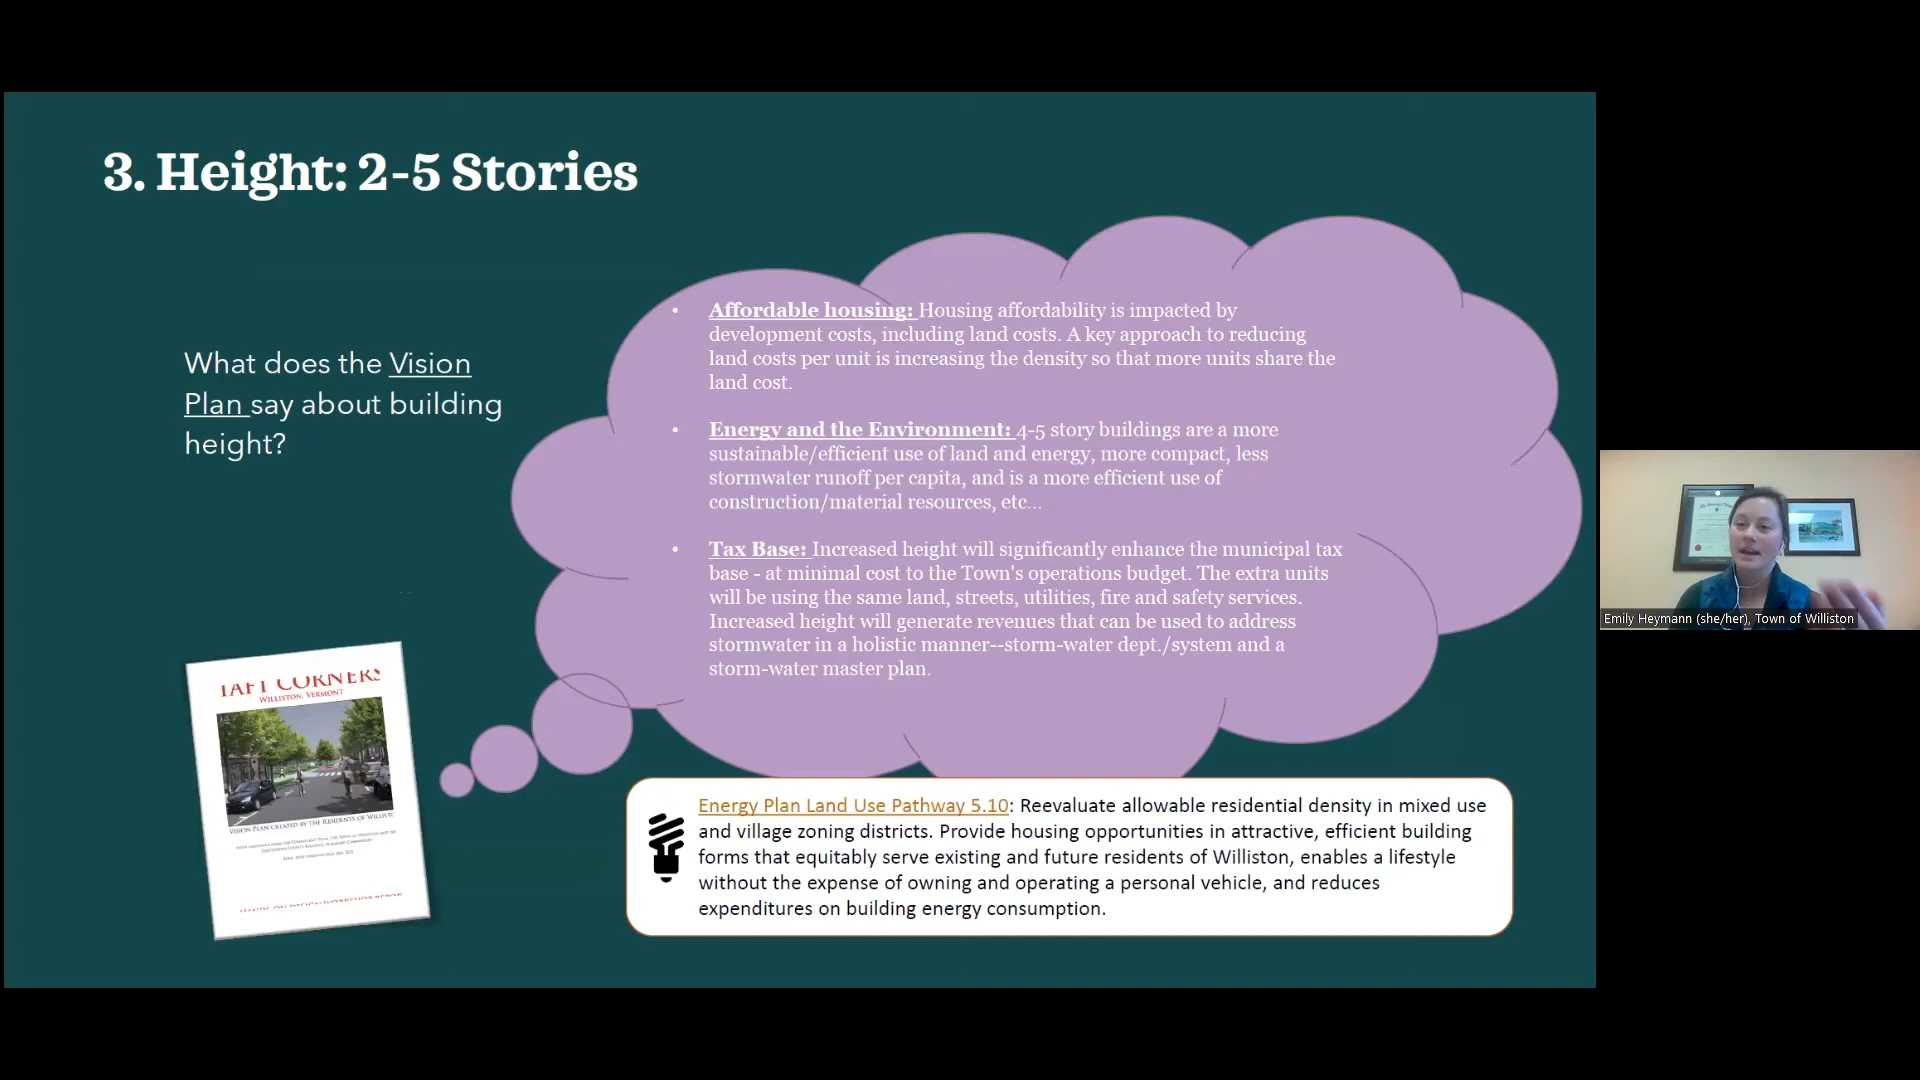 3. Height: 2-5 Stories
What does the Vision
Plan say about building
height?
• Affordable housing: Housing affordability is impacted by
development costs, including land costs. A key approach to reducing
land costs per unit is increasing the density so that more units share the
land cost.
• Energy and the Environment: 4-5 story buildings are a more
sustainable/efficient use of land and energy, more compact, less
stormwater runoff per capita, and is a more efficient use of
construction/material resources, etc...
• Tax Base: Increased height will significantly enhance the municipal tax
base - at minimal cost to the Town's operations budget. The extra units
will be using the same land, streets, utilities, fire and safety services.
Increased height will generate revenues that can be used to address
stormwater in a holistic manner--storm-water dept./system and a
storm-water master plan.
TAFT CORNERS
WILLISTON, VERMONT
VISION PLAN CREATED BY THE RESIDENTS OF
Energy Plan Land Use Pathway 5.10: Reevaluate allowable residential density in mixed use
and village zoning districts. Provide housing opportunities in attractive, efficient building
forms that equitably serve existing and future residents of Williston, enables a lifestyle
without the expense of owning and operating a personal vehicle, and reduces
expenditures on building energy consumption.
Emily Heymann (she/her), Town of Williston